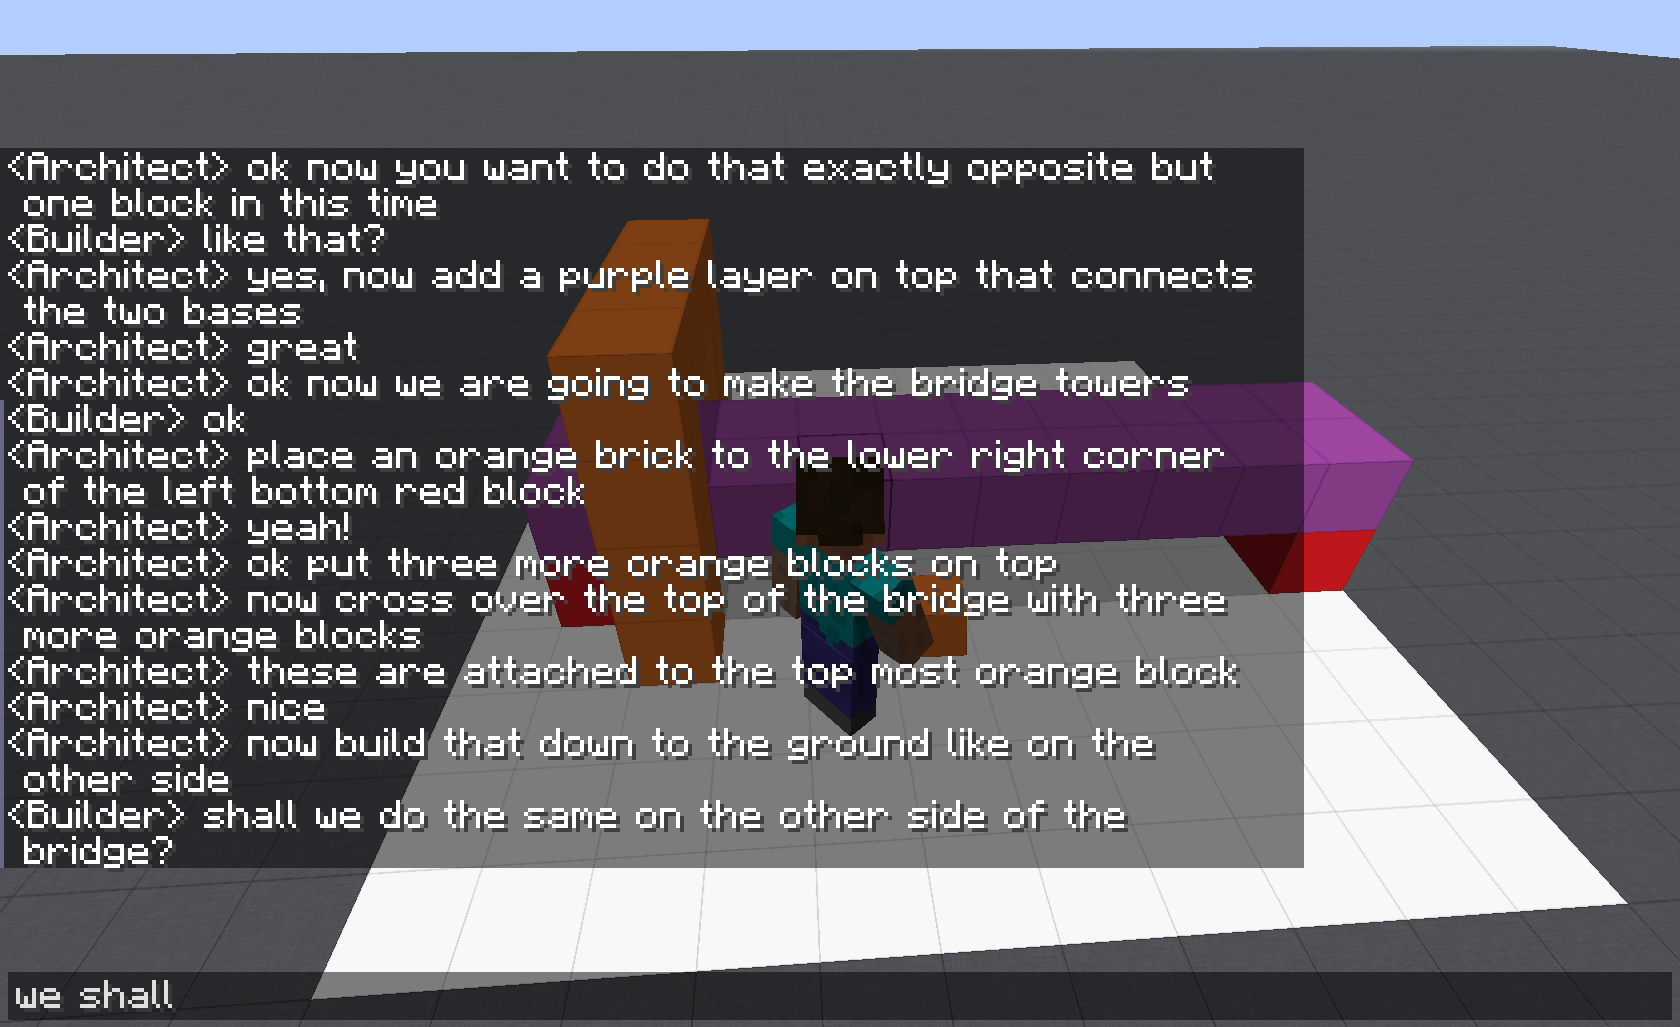 <Architect> ok now you want to do that exactly opposite but
one block in this time
<Builder> like that?
<Architect> yes, now add a purple layer on top that connects
the two bases
<Architect> great
<Architect> ok now we are going to make the bridge towers
<Builder> ok
<Architect> place an orange brick to the lower right corner
of the left bottom red block
<Architect> yeah!
<Architect> ok put three more orange blocks on top
<Architect> now cross over the top of the bridge with three
more orange blocks
<Architect> these are attached to the top most orange block
<Architect> nice
<Architect> now build that down to the ground like on the
other side
<Builder> shall we do the same on the other side of the
bridge?
we shall